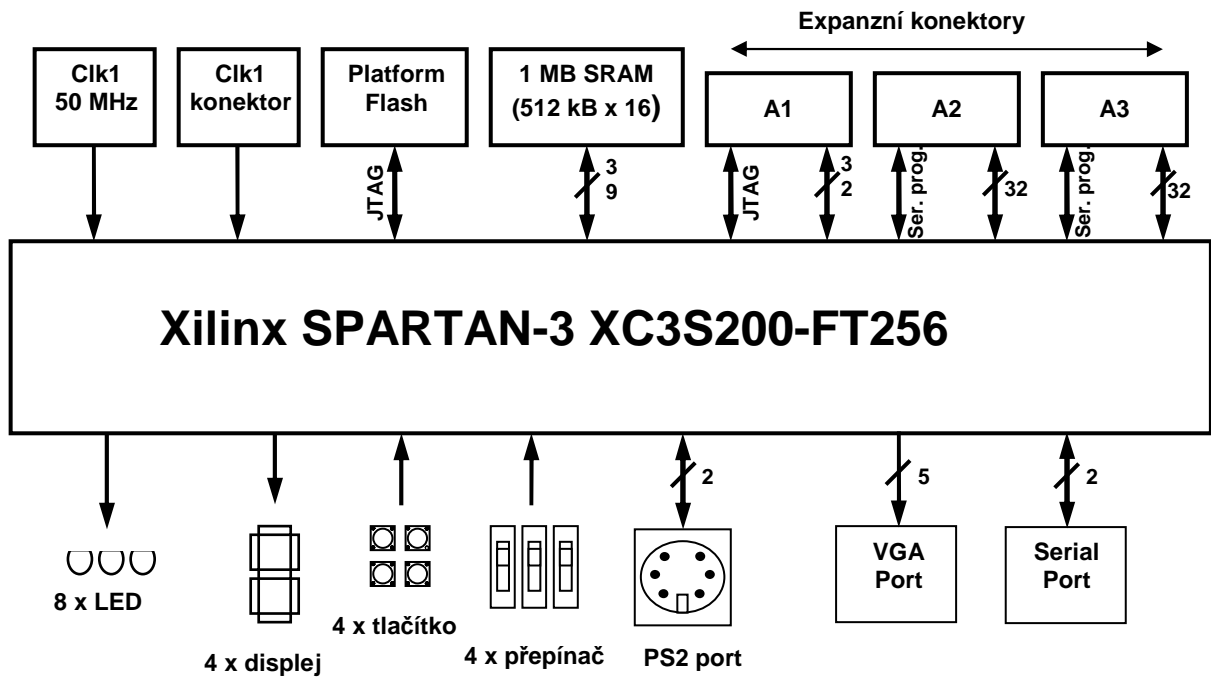 Expanzní konektory
Clk1
50 MHz
Clk1
konektor
Platform
Flash
1 MB SRAM
(512 kB x 16)
A1
A2
A3
JTAG
3
9
JTAG
3
2
Ser. prog.
32
Ser. prog.
32
Xilinx SPARTAN-3 XC3S200-FT256
2
5
2
8 x LED
4 x displej
4 x tlačítko
4 x přepínač
PS2 port
VGA
Port
Serial
Port